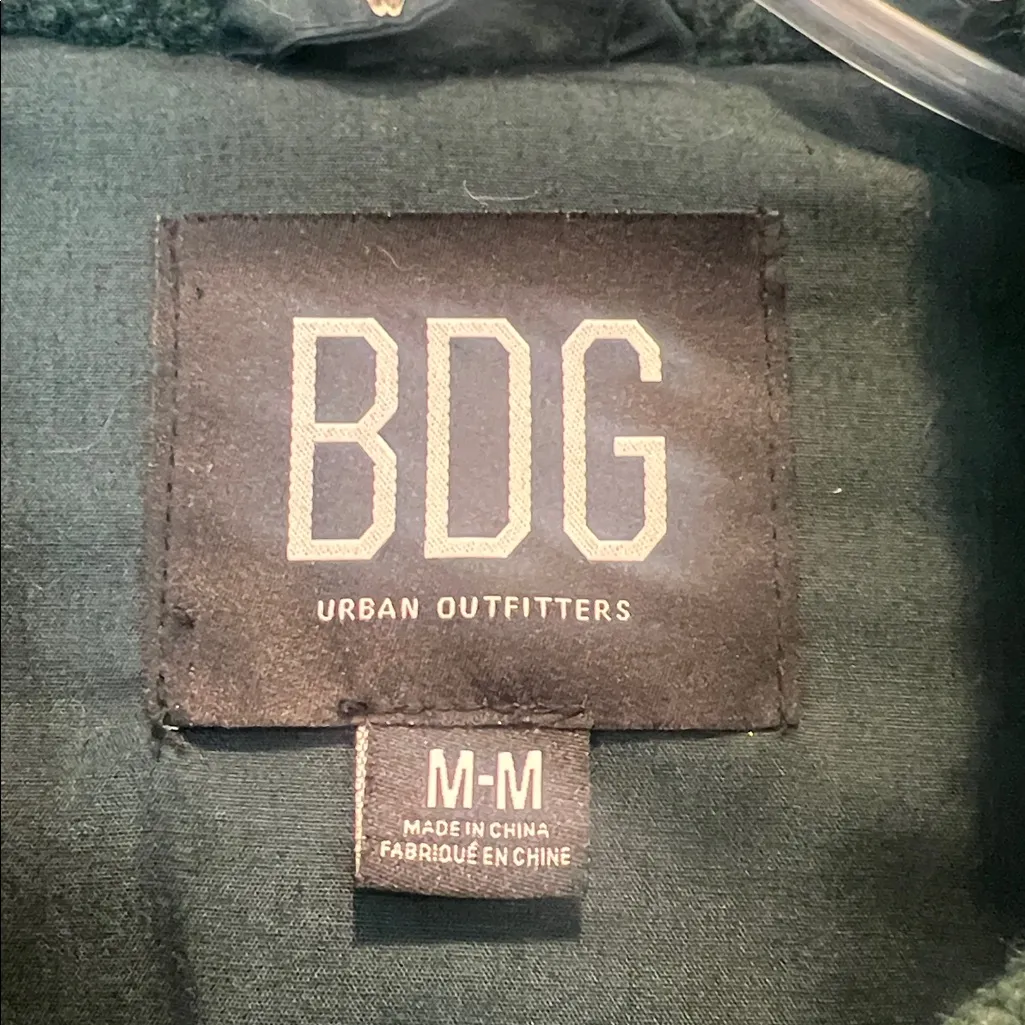 BDG
URBAN OUTFITTERS
M-M
MADE IN CHINA
FABRIQUÉ EN CHINE